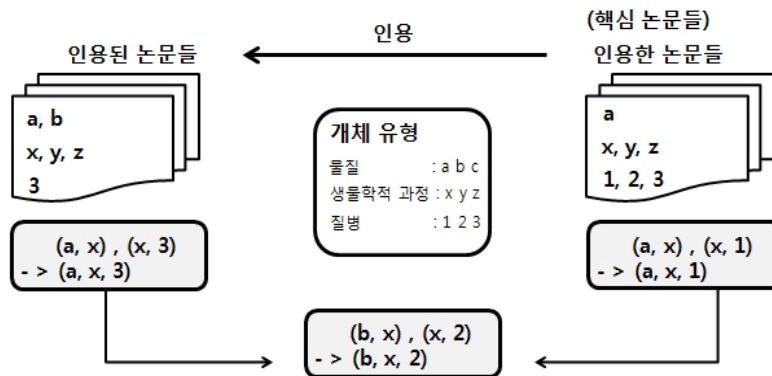 (핵심 논문들)
인용된 논문들
인용
인용한 논문들
a, b
x, y, z
3
개체 유형
물질 : a b c
생물학적 과정 : x y z
질병 : 1 2 3
a
x, y, z
1, 2, 3
(a, x) , (x, 3)
- > (a, x, 3)
(a, x) , (x, 1)
- > (a, x, 1)
(b, x) , (x, 2)
- > (b, x, 2)